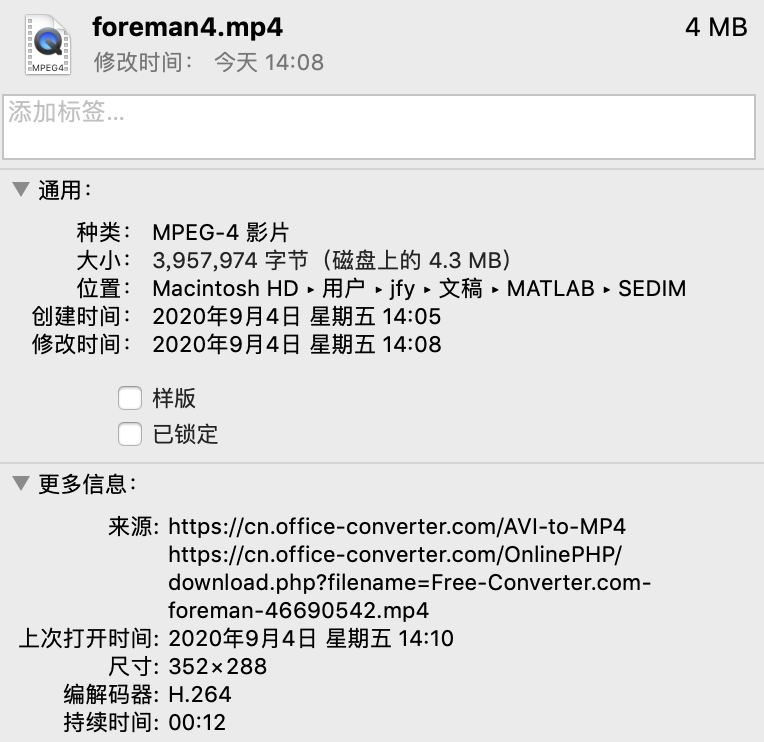 foreman4.mp4
4 MB
MPEG4
修改时间： 今天 14:08
添加标签...
通用:
种类： MPEG-4 影片
大小： 3,957,974 字节（磁盘上的 4.3 MB）
位置： Macintosh HD ▸ 用户 ▸ jfy ▸ 文稿 ▸ MATLAB ▸ SEDIM
创建时间： 2020年9月4日 星期五 14:05
修改时间： 2020年9月4日 星期五 14:08
样版
已锁定
更多信息:
来源: https://cn.office-converter.com/AVI-to-MP4
https://cn.office-converter.com/OnlinePHP/
download.php?filename=Free-Converter.com-
foreman-46690542.mp4
上次打开时间: 2020年9月4日 星期五 14:10
尺寸: 352×288
编解码器: H.264
持续时间: 00:12